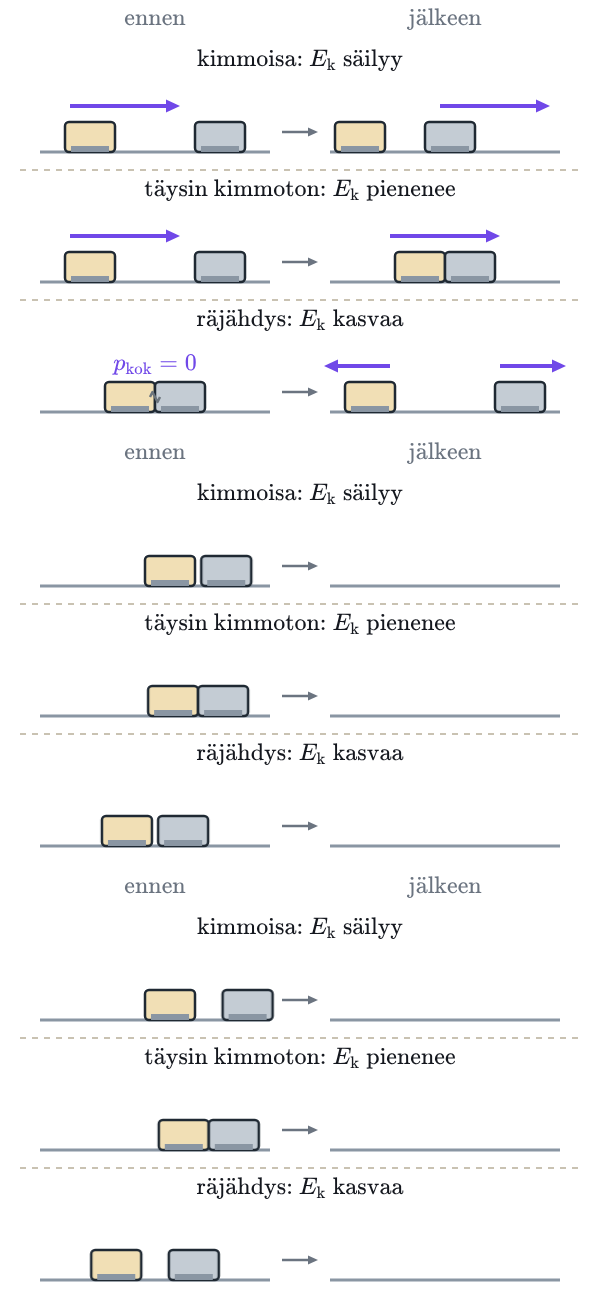 ennen jälkeen
kimmoisa: Eₖ säilyy
täysin kimmoton: Eₖ pienenee
räjähdys: Eₖ kasvaa
pₖₒₖ = 0
ennen jälkeen
kimmoisa: Eₖ säilyy
täysin kimmoton: Eₖ pienenee
räjähdys: Eₖ kasvaa
ennen jälkeen
kimmoisa: Eₖ säilyy
täysin kimmoton: Eₖ pienenee
räjähdys: Eₖ kasvaa